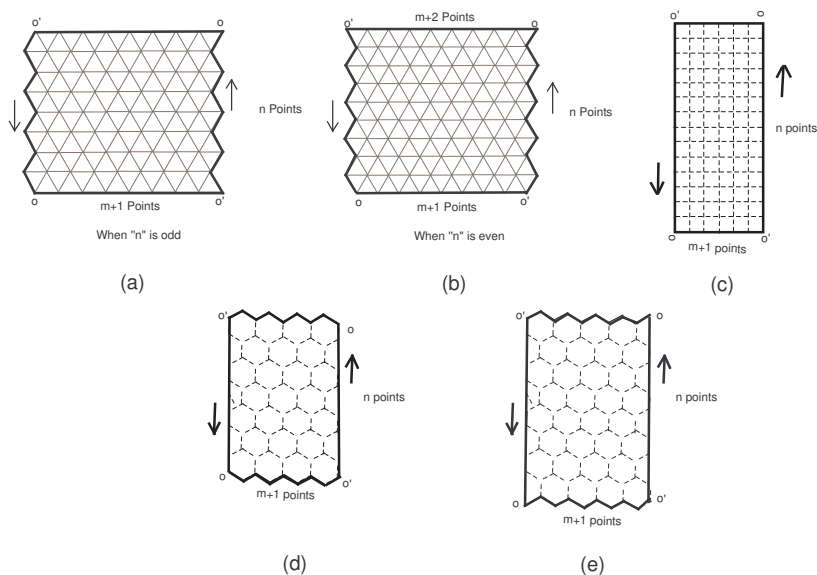 o'
o
n Points
o
o'
m+1 Points
When "n" is odd
(a)
m+2 Points
o'
o
n Points
o
o'
m+1 Points
When "n" is even
(b)
o'
o
n points
o
o'
m+1 points
(c)
o'
o
n points
o
o'
m+1 points
(d)
o'
o
n points
o
o'
m+1 points
(e)